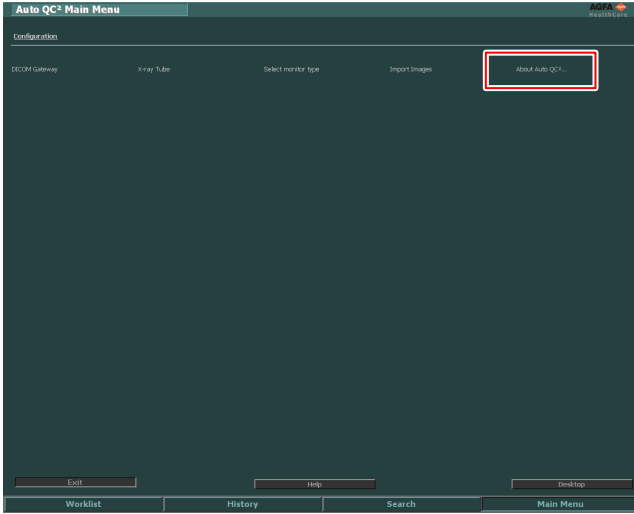 Auto QC² Main Menu
AGFA
HealthCare
Configuration
DICOM Gateway
X-ray Tube
Select monitor type
Import Images
About Auto QC²...
Exit
Help
Desktop
Worklist
History
Search
Main Menu